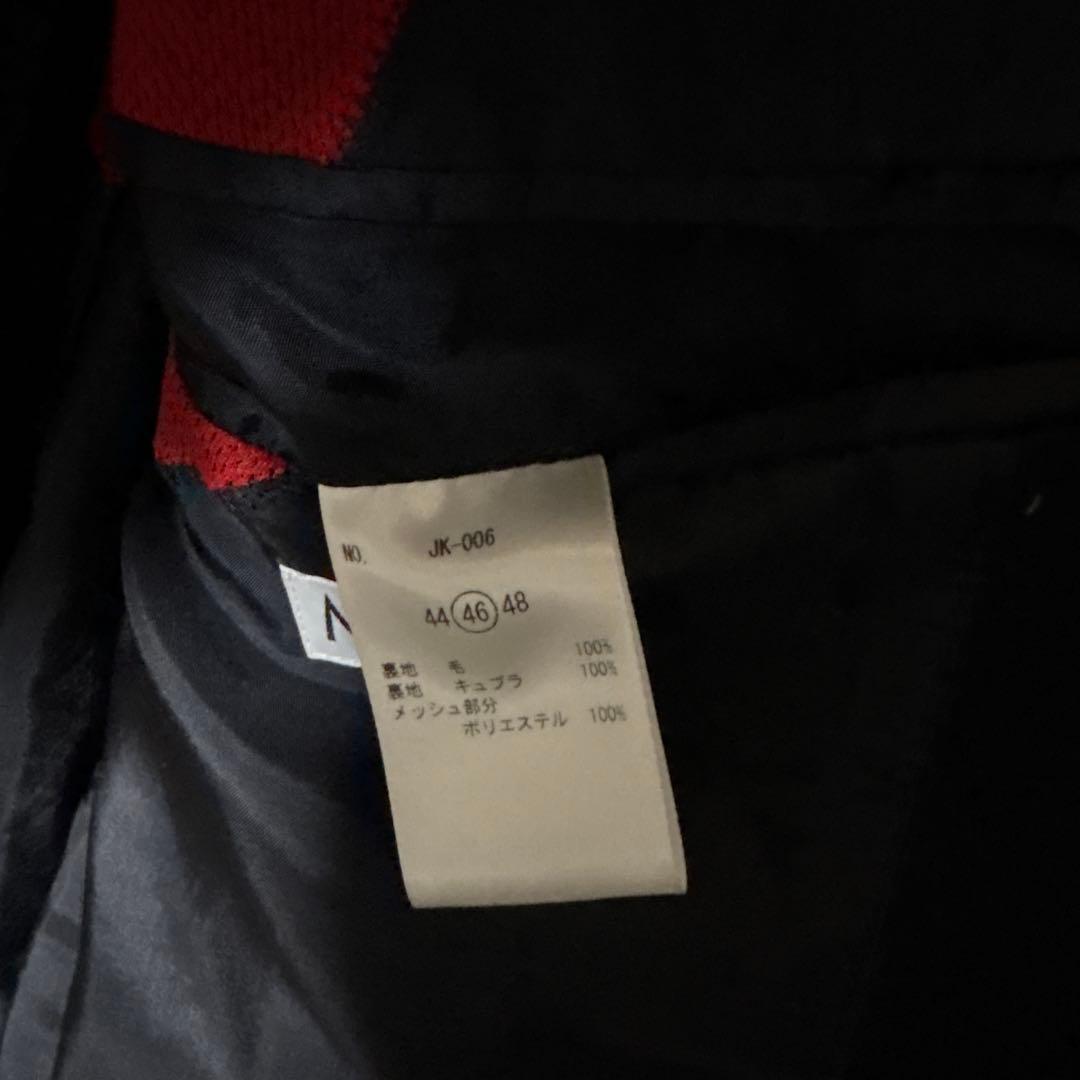 NO. JK-006
44 46 48
裏地 毛 100%
裏地 キュプラ 100%
メッシュ部分
ポリエステル 100%
N